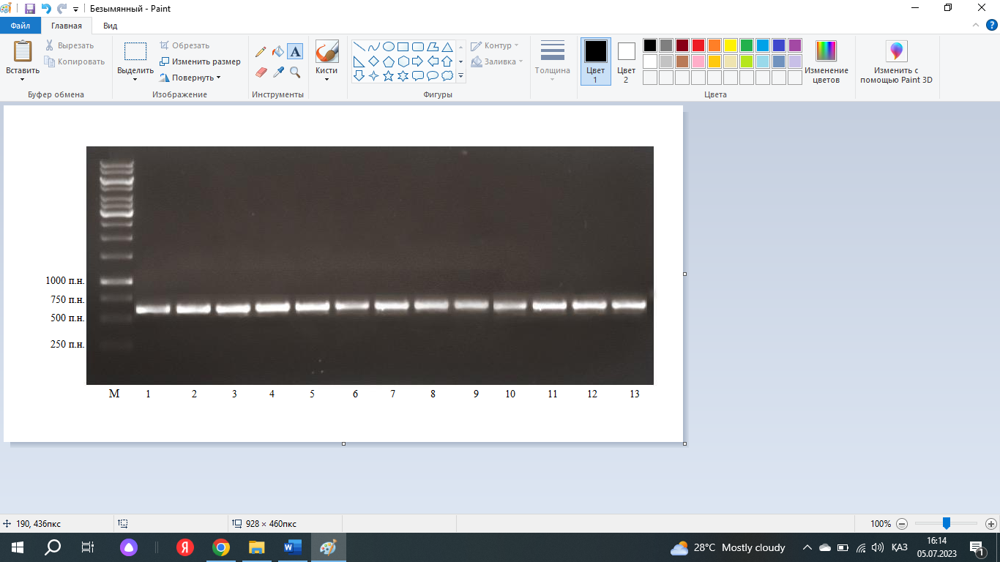 Безымянный - Paint
Файл
Главная
Вид
Вставить
Вырезать
Копировать
Буфер обмена
Выделить
Обрезать
Изменить размер
Повернуть
Изображение
A
Инструменты
Кисти
Контур
Заливка
Фигуры
Толщина
Цвет
1
Цвет
2
Изменение
цветов
Цвета
Изменить с
помощью Paint 3D
1000 п.н.
750 п.н.
500 п.н.
250 п.н.
M 1 2 3 4 5 6 7 8 9 10 11 12 13
190, 436пкс
928 × 460пкс
100%
Я
W
28°C Mostly cloudy
ҚАЗ
16:14
05.07.2023
1